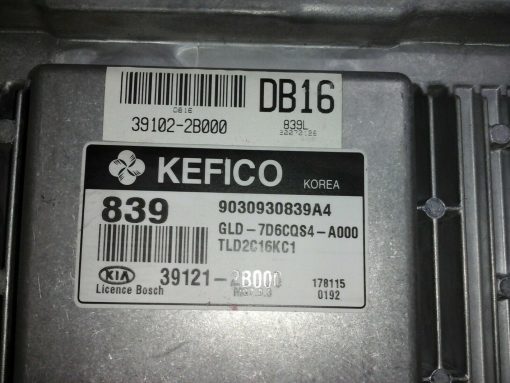 DB16
DB16
39102-2B000
839L
KEFICO
KOREA
839
9030930839A4
GLD-7D6CQS4-A000
TLD2C16KC1
KIA
39121-2B000
178115
Licence Bosch
0192